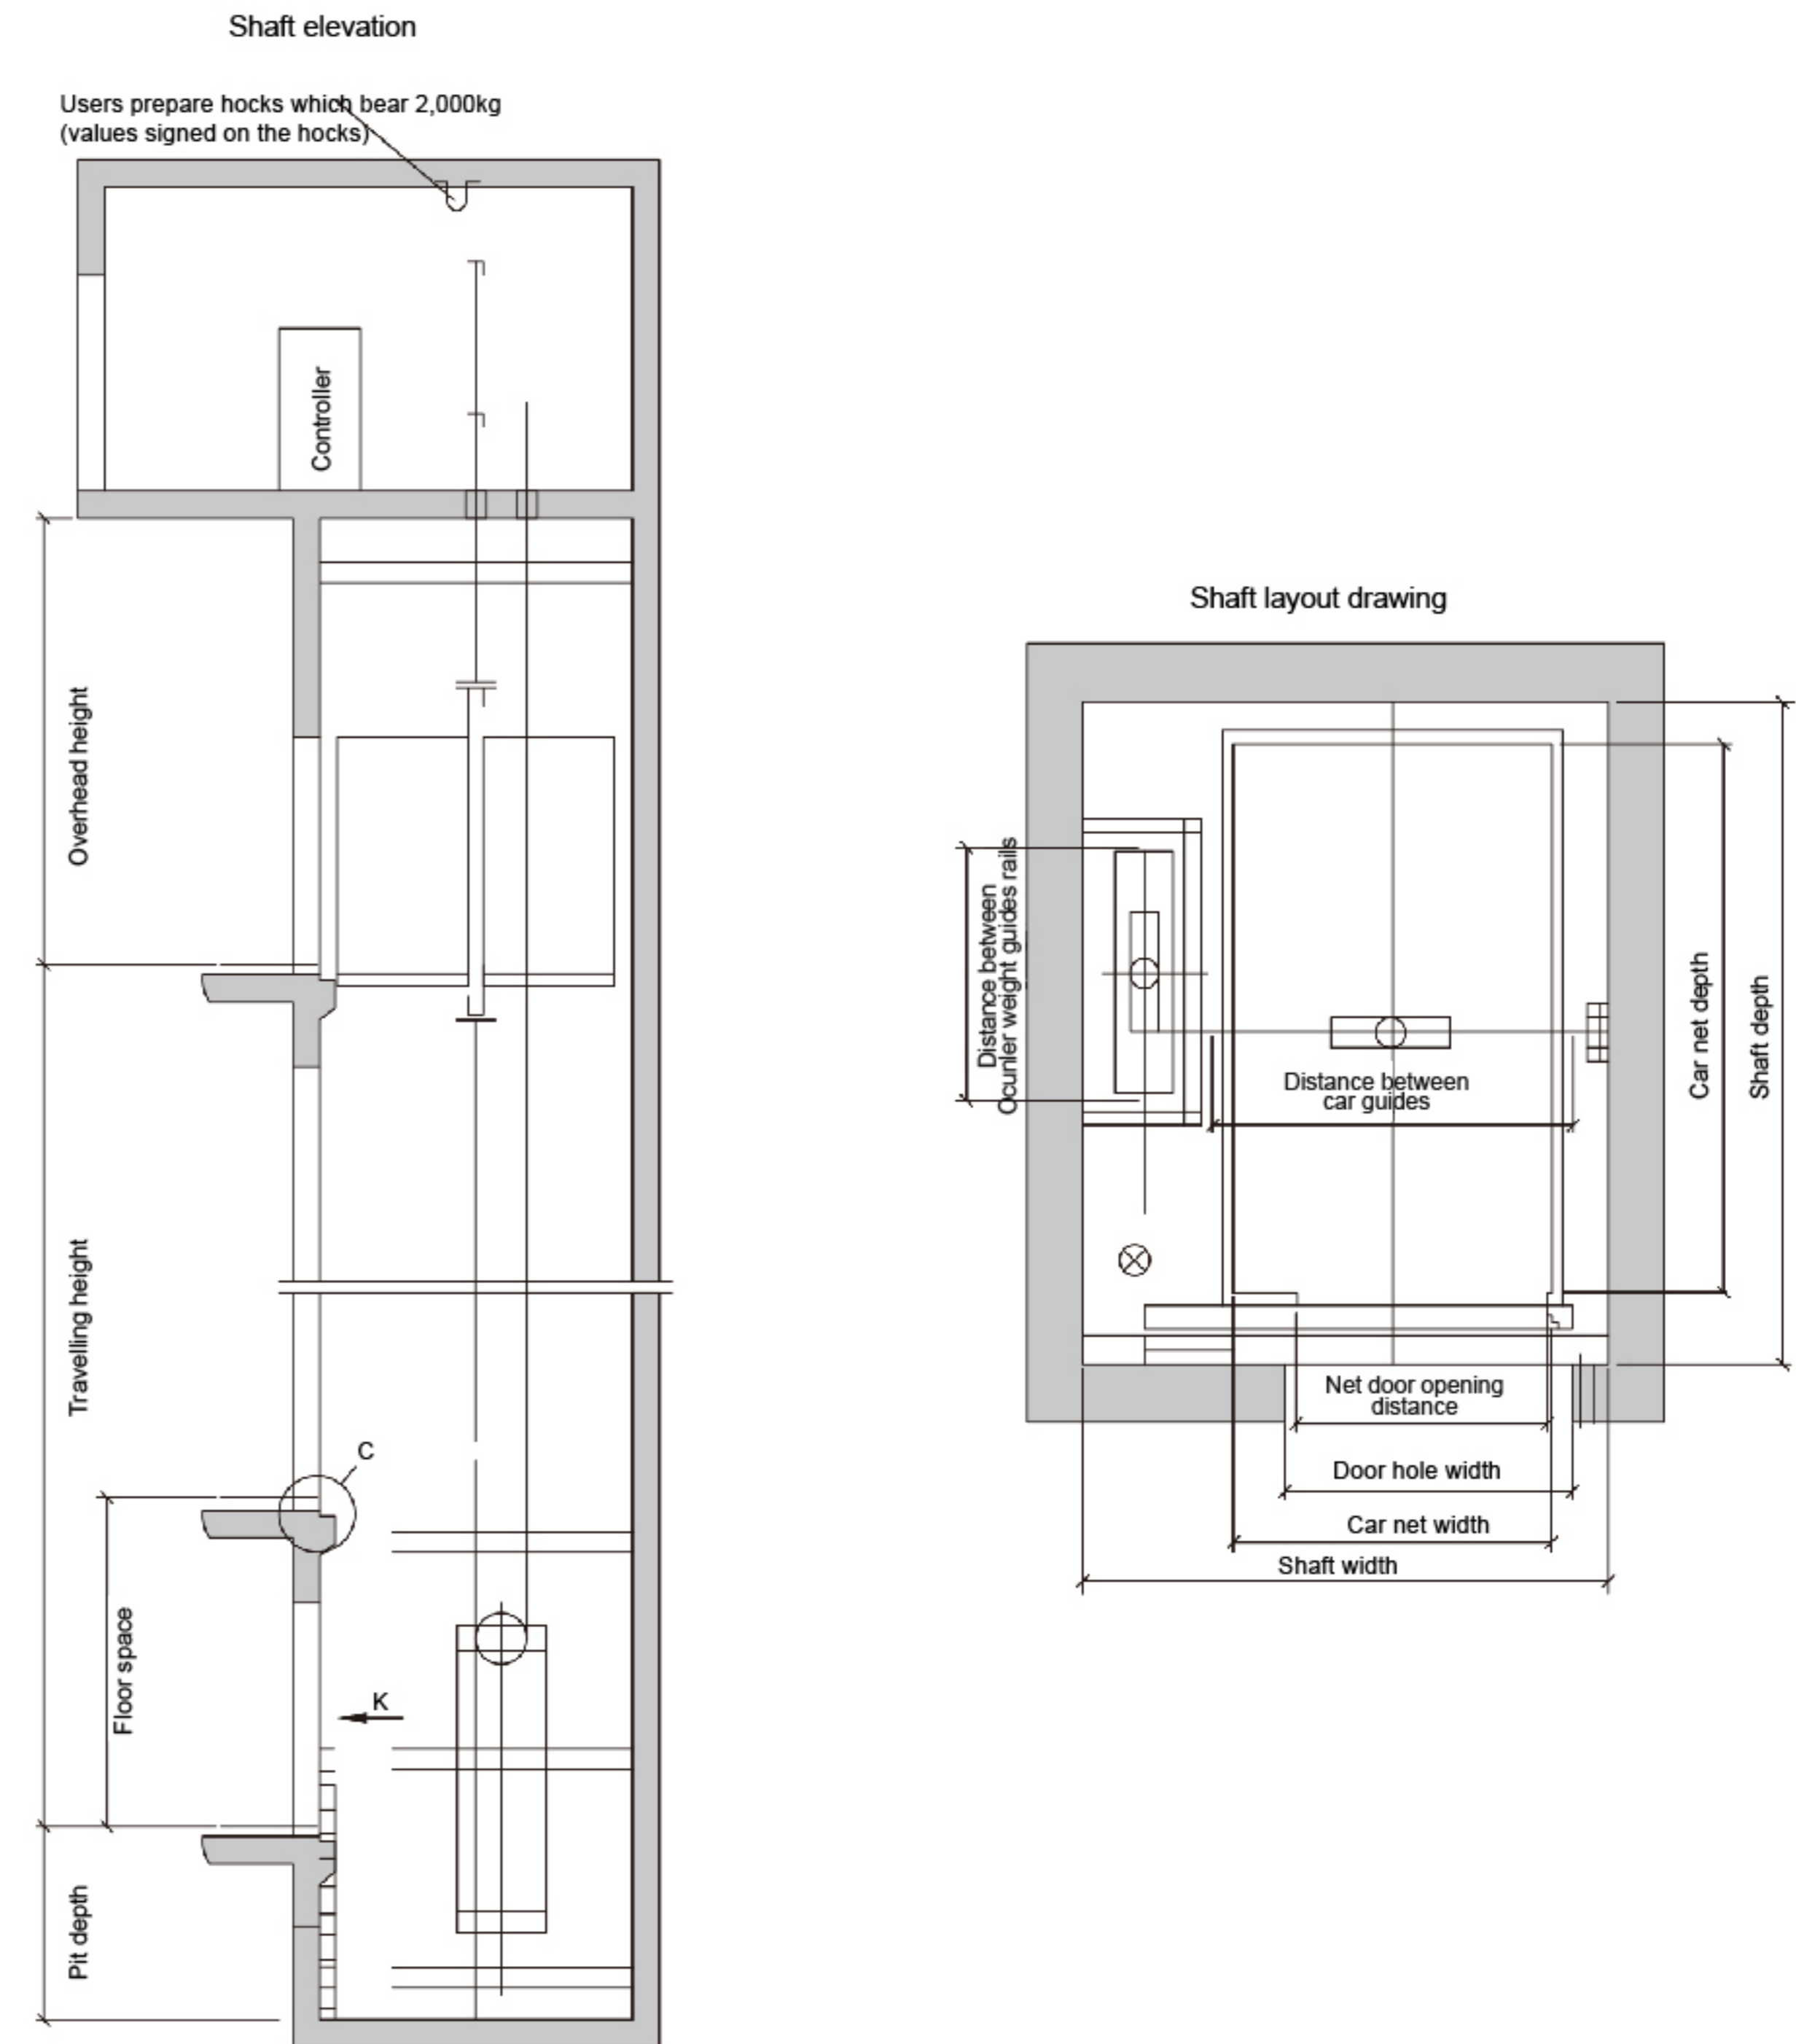 Shaft elevation
Users prepare hocks which bear 2,000kg
(values signed on the hocks)
Controller
Overhead height
Travelling height
C
Floor space
K
Pit depth
Shaft layout drawing
Distance between
Ocunler weight guides rails
Distance between
car guides
Car net depth
Shaft depth
Net door opening
distance
Door hole width
Car net width
Shaft width